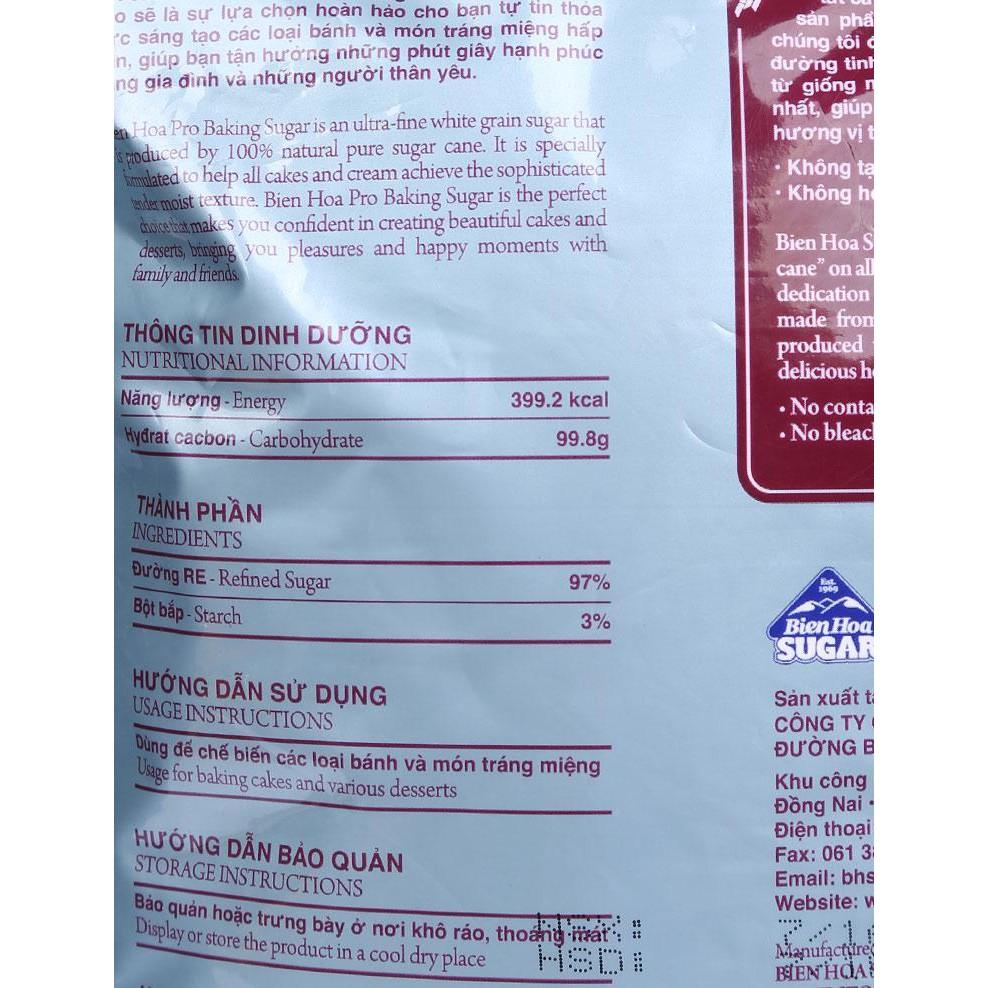 o sẽ là sự lựa chọn hoàn hảo cho bạn tự tin thỏa
sáng tạo các loại bánh và món tráng miệng hấp
n, giúp bạn tận hưởng những phút giây hạnh phúc
ng gia đình và những người thân yêu.
en Hoa Pro Baking Sugar is an ultra-fine white grain sugar that
is produced by 100% natural pure sugar cane. It is specially
formulated to help all cakes and cream achieve the sophisticated
tender moist texture. Bien Hoa Pro Baking Sugar is the perfect
choice that makes you confident in creating beautiful cakes and
desserts, bringing you pleasures and happy moments with
family and friends.
THÔNG TIN DINH DƯỠNG
NUTRITIONAL INFORMATION
Năng lượng - Energy 399.2 kcal
Hyđrat cacbon - Carbohydrate 99.8g
THÀNH PHẦN
INGREDIENTS
Đường RE - Refined Sugar 97%
Bột bắp - Starch 3%
HƯỚNG DẪN SỬ DỤNG
USAGE INSTRUCTIONS
Dùng để chế biến các loại bánh và món tráng miệng
Usage for baking cakes and various desserts
HƯỚNG DẪN BẢO QUẢN
STORAGE INSTRUCTIONS
Bảo quản hoặc trưng bày ở nơi khô ráo, thoáng mát
Display or store the product in a cool dry place
NSX:
HSD:
sản phẩ
chúng tôi
đường tinh
từ giống
nhất, giúp
hương vị t
• Không tạ
• Không h
Bien Hoa S
cane” on all
dedication
made from
produced
delicious h
• No conta
• No bleac
Est.
1969
Bien Hoa
SUGAR
Sản xuất t
CÔNG TY
ĐƯỜNG B
Khu công
Đồng Nai
Điện thoại
Fax: 061 3
Email: bhs
Website: w
Manufactured
BIEN HOA